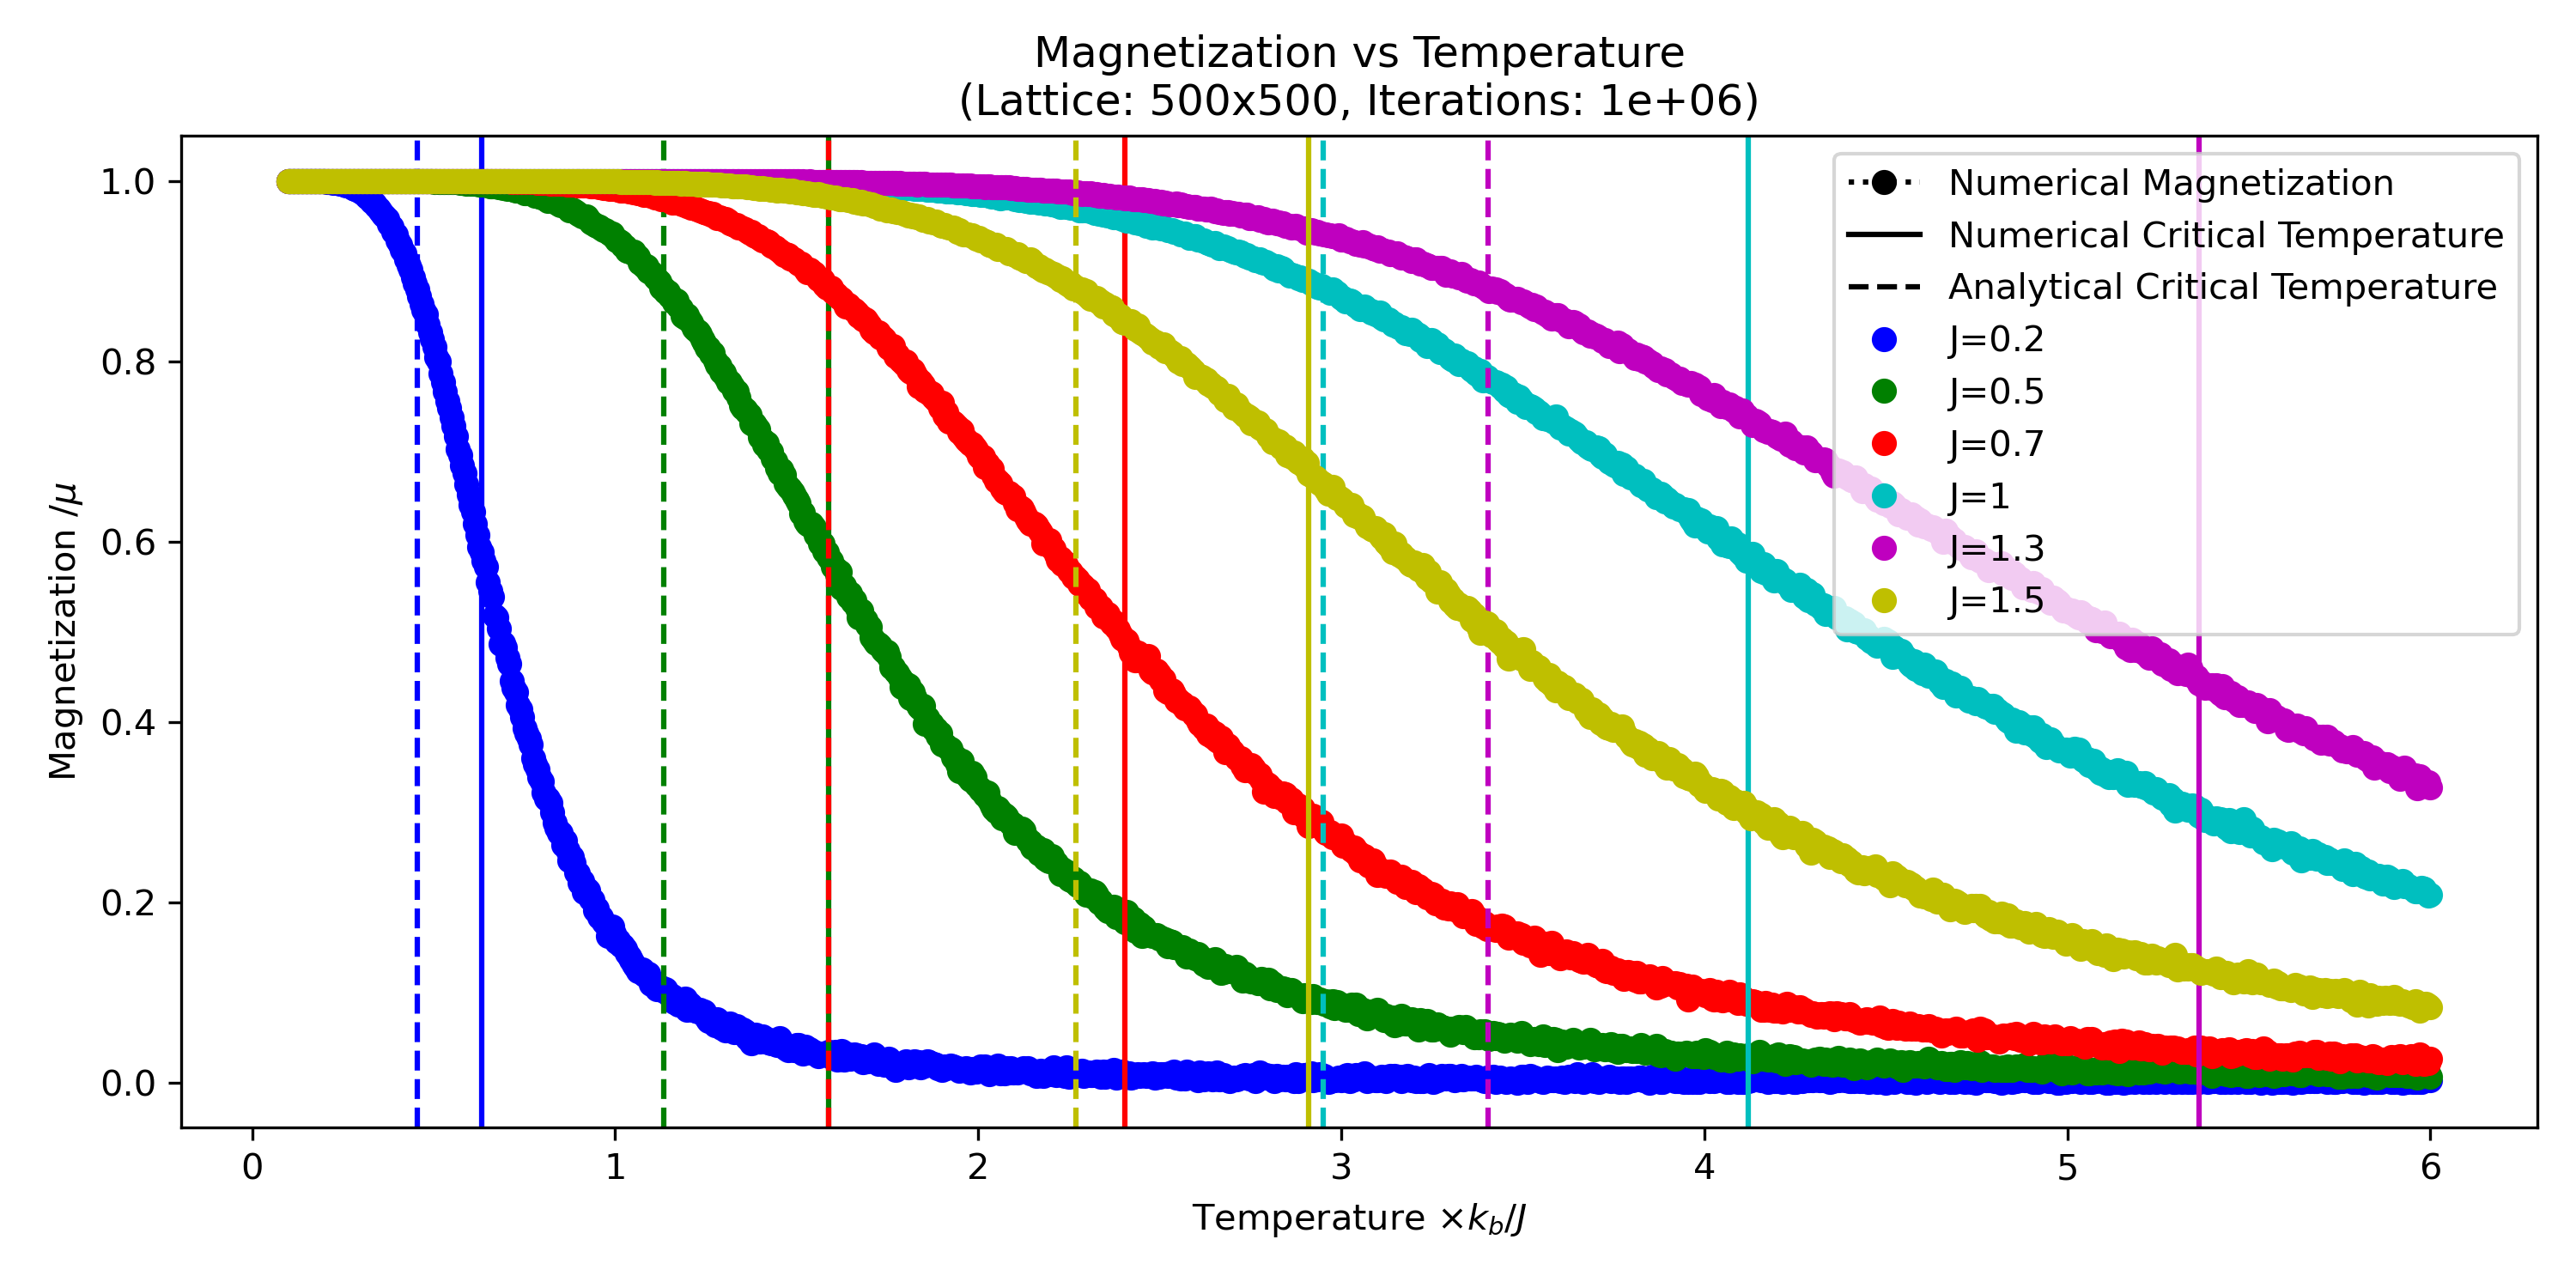 Magnetization vs Temperature
(Lattice: 500x500, Iterations: 1e+06)
Magnetization /μ
1.0
0.8
0.6
0.4
0.2
0.0
Numerical Magnetization
Numerical Critical Temperature
Analytical Critical Temperature
J=0.2
J=0.5
J=0.7
J=1
J=1.3
J=1.5
0 1 2 3 4 5 6
Temperature ×k_b/J